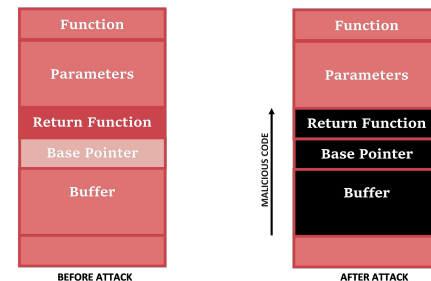 Function
Parameters
Return Function
Base Pointer
Buffer
BEFORE ATTACK
MALICIOUS CODE
Function
Parameters
Return Function
Base Pointer
Buffer
AFTER ATTACK